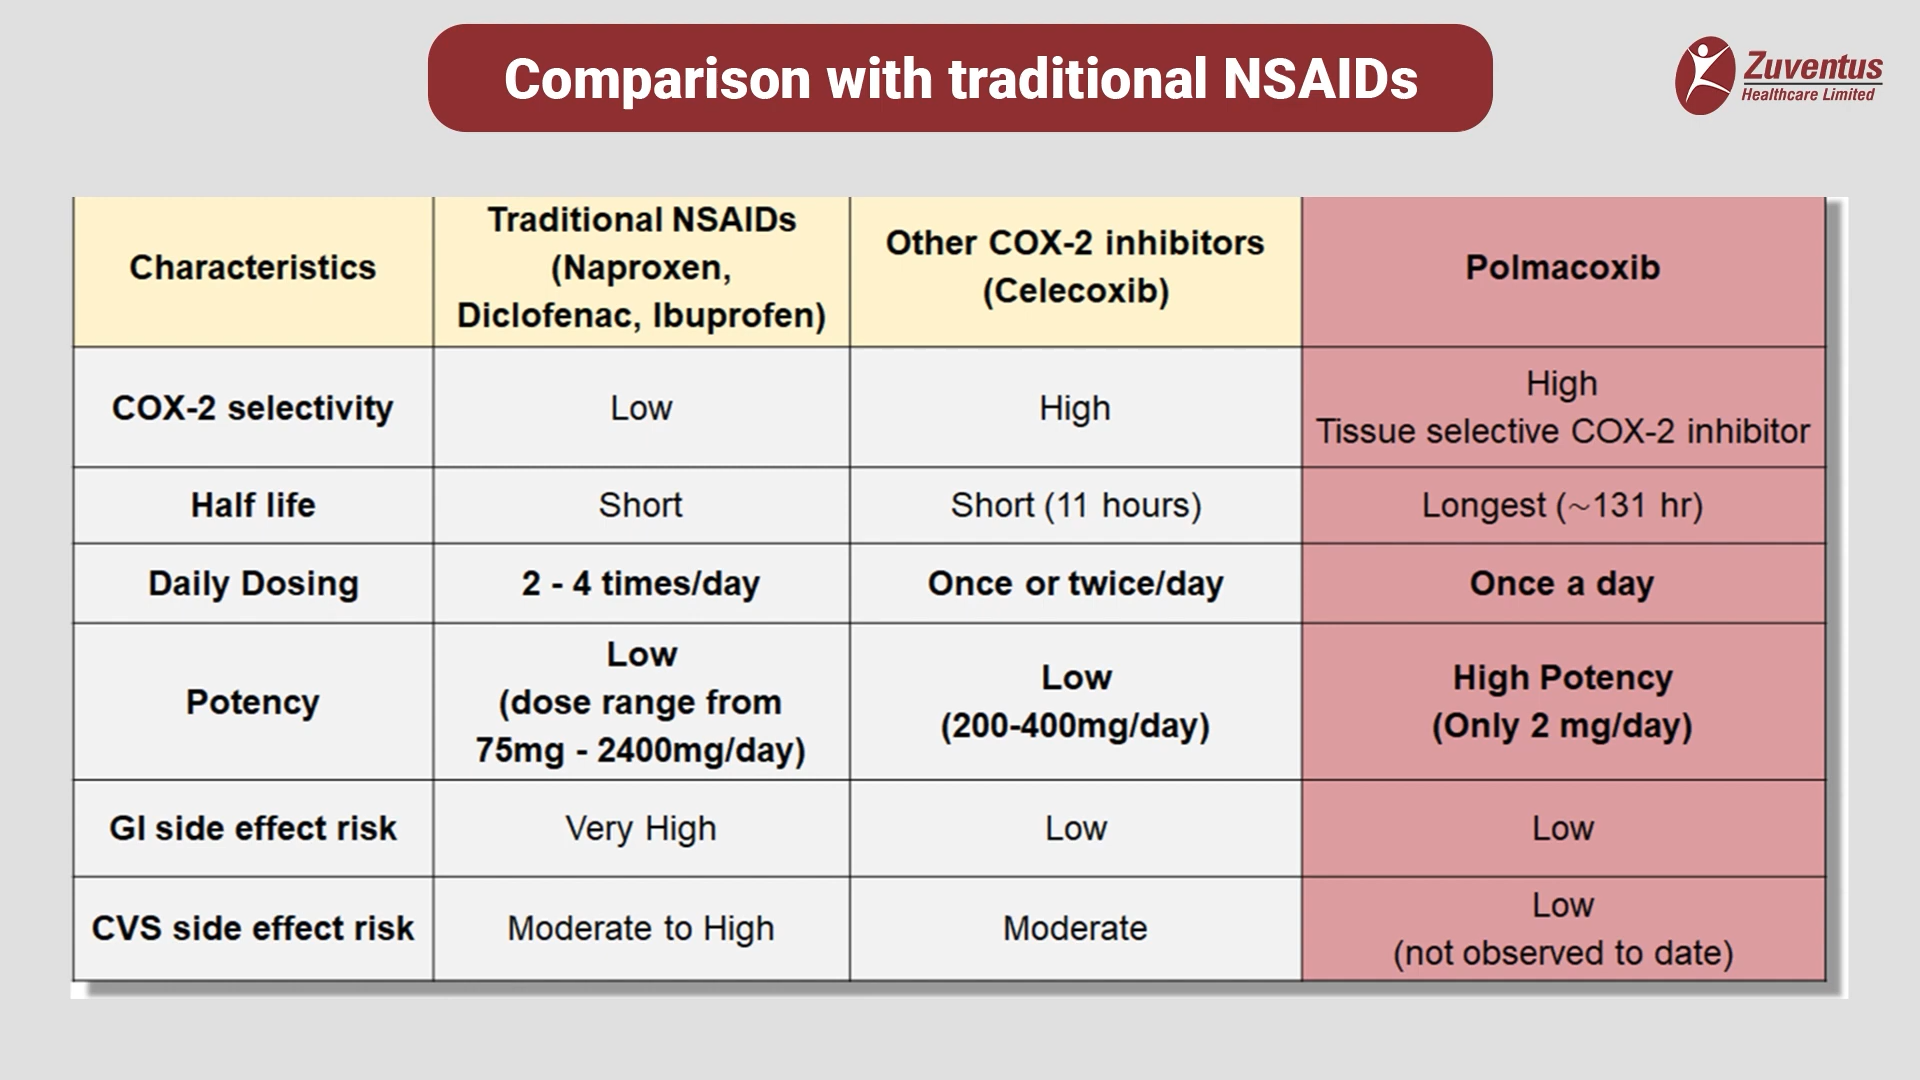 Comparison with traditional NSAIDs
Zuventus
Healthcare Limited
Characteristics
Traditional NSAIDs
(Naproxen,
Diclofenac, Ibuprofen)
Other COX-2 inhibitors
(Celecoxib)
Polmacoxib
COX-2 selectivity
Low
High
High
Tissue selective COX-2 inhibitor
Half life
Short
Short (11 hours)
Longest (~131 hr)
Daily Dosing
2 - 4 times/day
Once or twice/day
Once a day
Potency
Low
(dose range from
75mg - 2400mg/day)
Low
(200-400mg/day)
High Potency
(Only 2 mg/day)
GI side effect risk
Very High
Low
Low
CVS side effect risk
Moderate to High
Moderate
Low
(not observed to date)